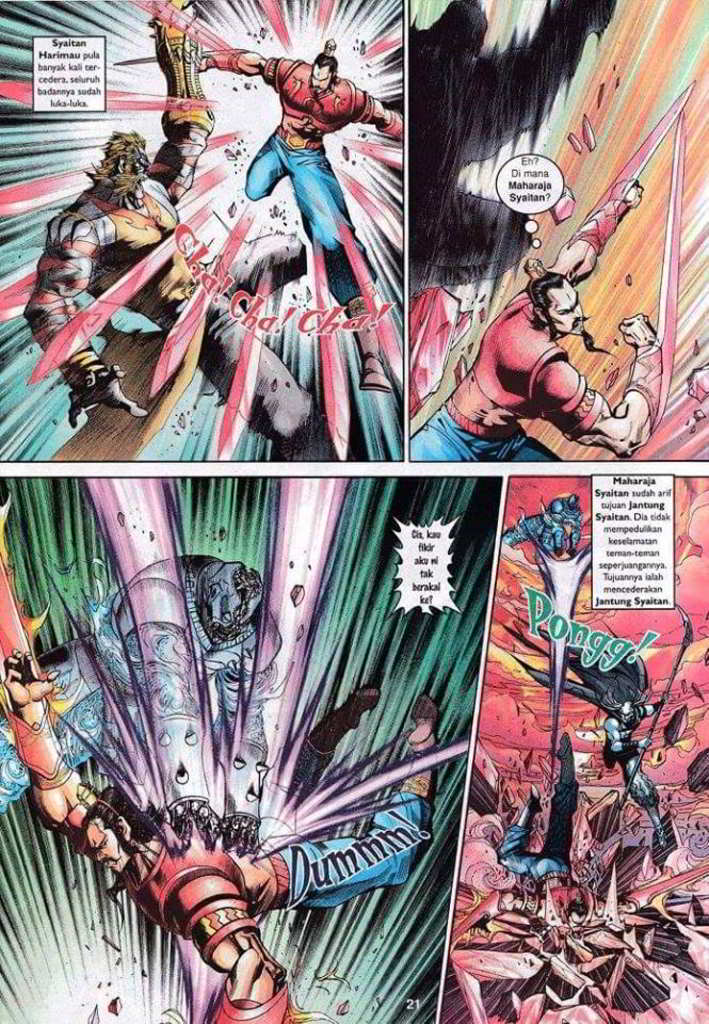 Syaitan
Harimau pula
banyak kali ter-
cedera, seluruh
badannya sudah
luka-luka.
Cha! Cha! Cha!
Eh?
Di mana
Maharaja
Syaitan?
Cis, kau
fikir
aku ni
tak
berakal
ke?
Dummm!
Maharaja
Syaitan sudah arif
tujuan Jantung
Syaitan. Dia tidak
mempedulikan
keselamatan
teman-teman
seperjuangannya.
Tujuannya ialah
mencederakan
Jantung Syaitan.
Pongg!
21